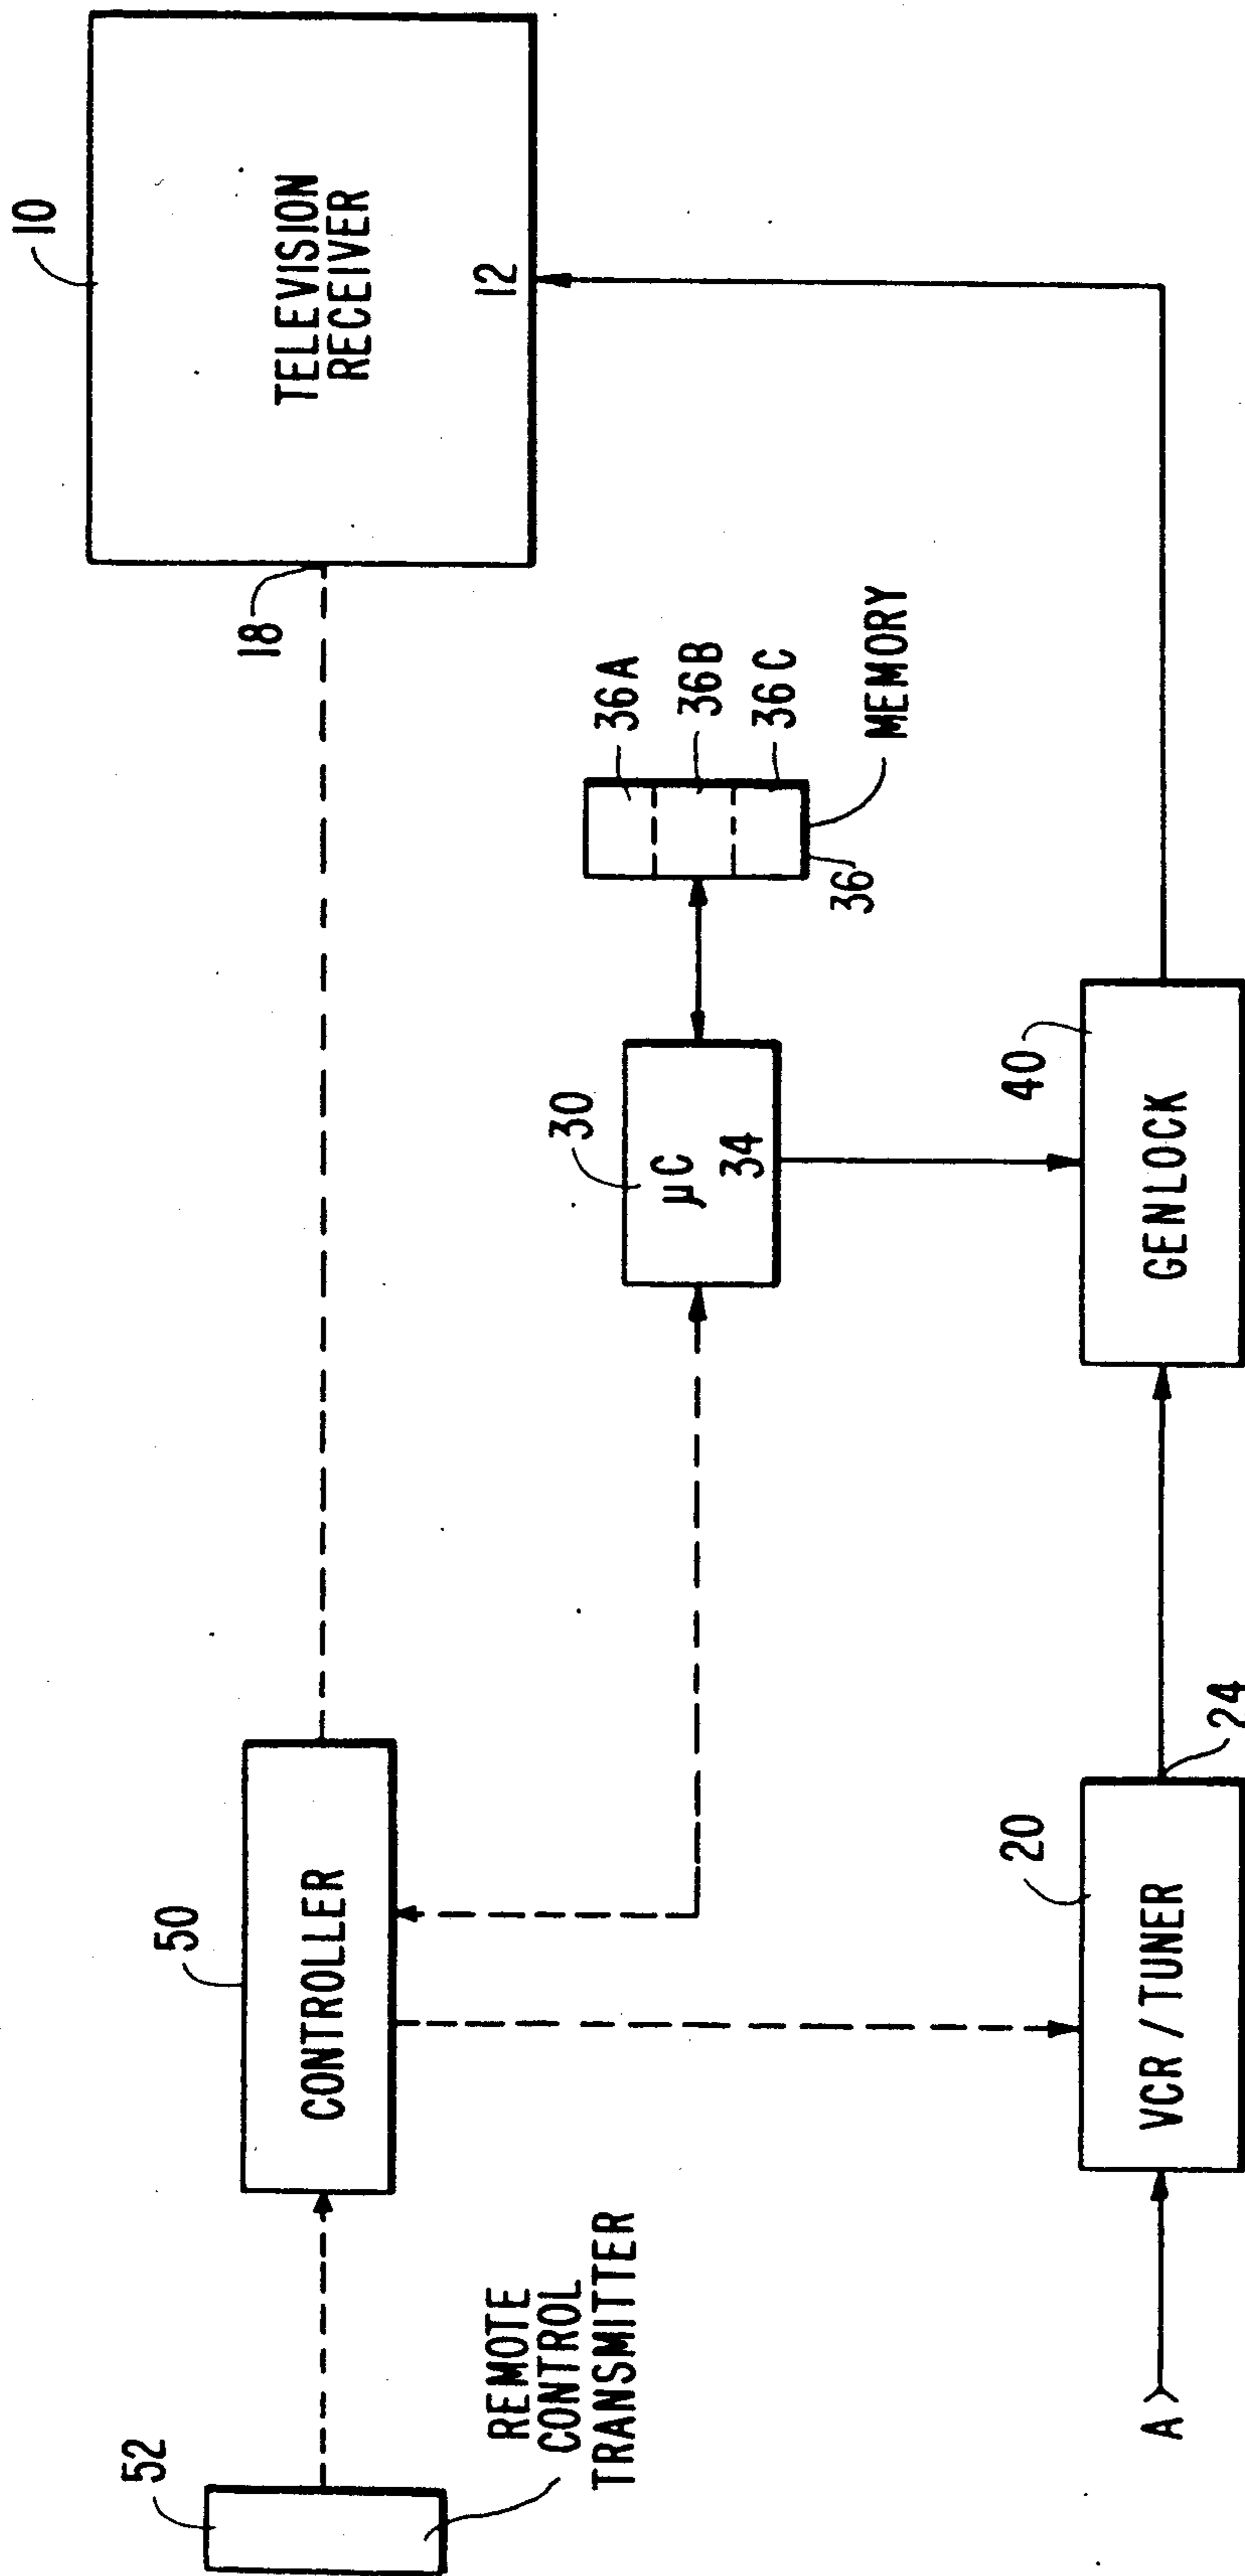 52
REMOTE
CONTROL
TRANSMITTER
50
CONTROLLER
18
10
TELEVISION
RECEIVER
12
30
µC
34
36A
36B
36C
36
MEMORY
A
20
VCR / TUNER
24
40
GENLOCK